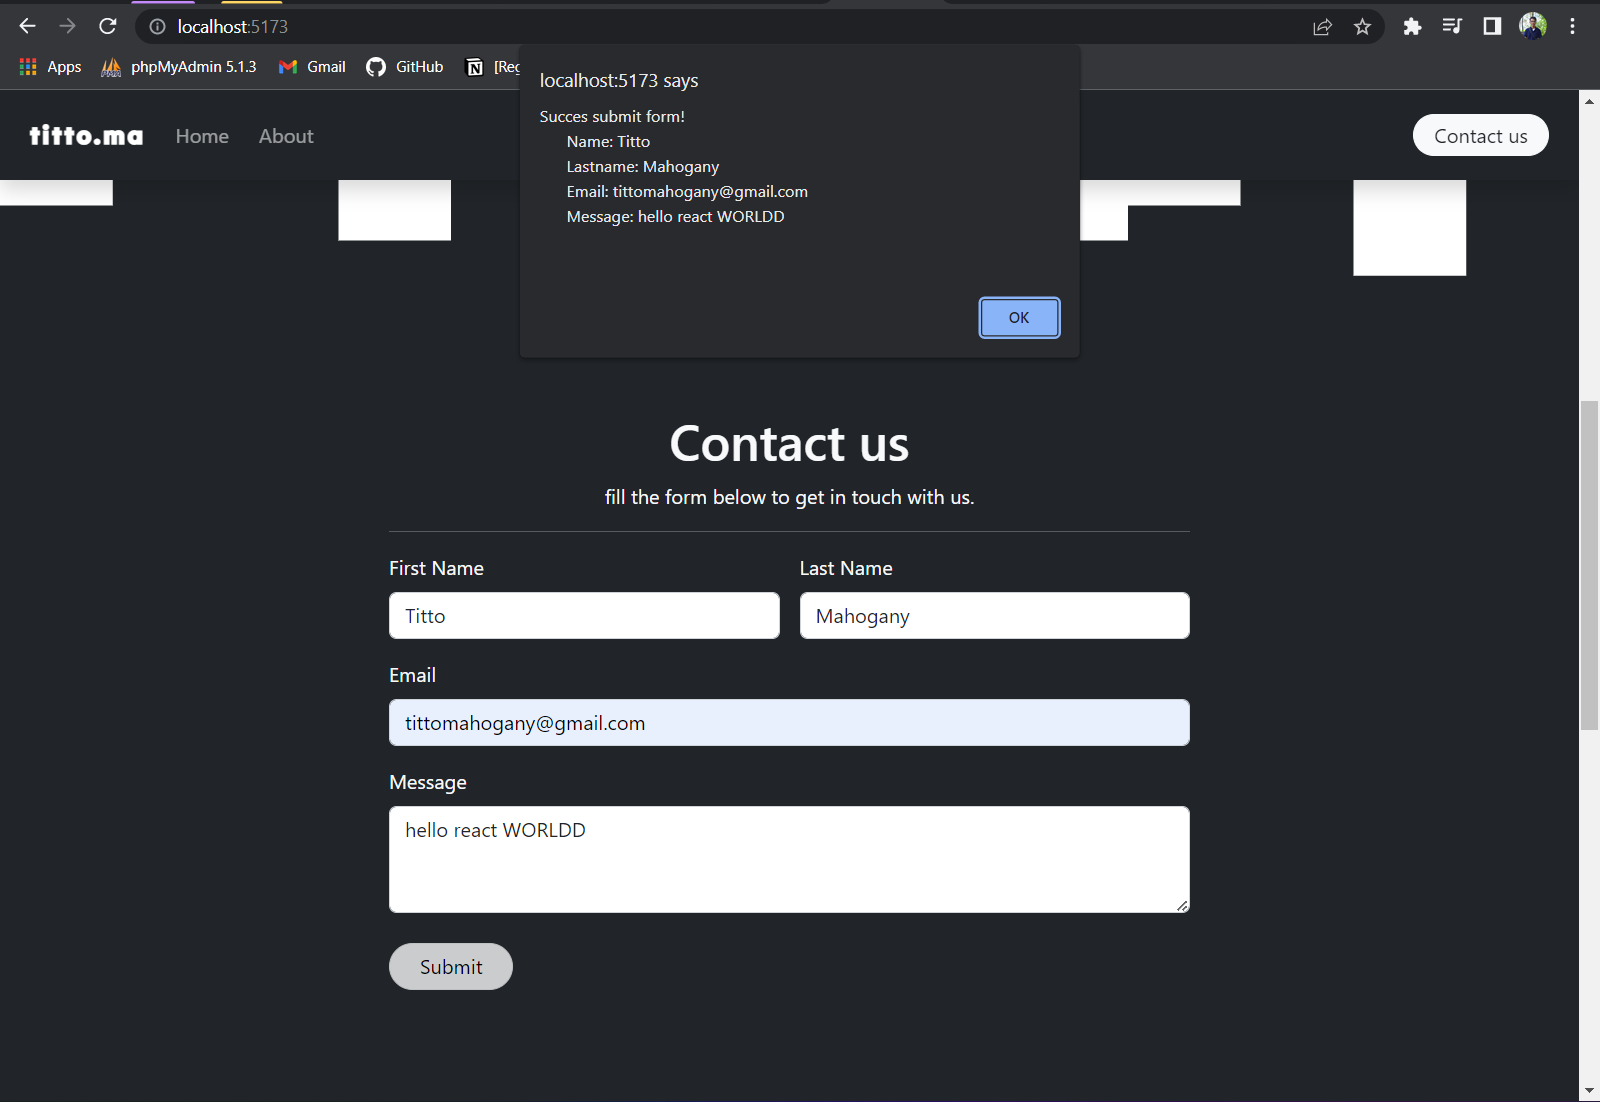 localhost:5173
Apps phpMyAdmin 5.1.3 Gmail GitHub [Reg
localhost:5173 says
Succes submit form!
Name: Titto
Lastname: Mahogany
Email: tittomahogany@gmail.com
Message: hello react WORLDD
OK
titto.ma Home About Contact us
Contact us
fill the form below to get in touch with us.
First Name Last Name
Titto Mahogany
Email
tittomahogany@gmail.com
Message
hello react WORLDD
Submit